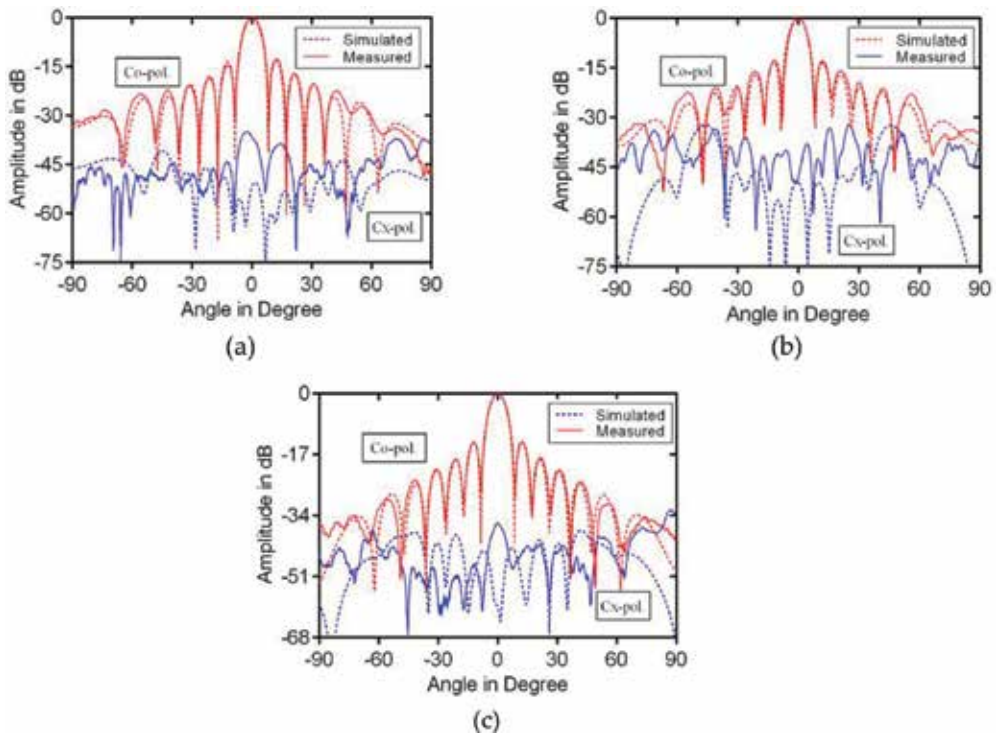 0
-15
-30
-45
-60
-75
Amplitude in dB
Co-pol.
Simulated
Measured
Cx-pol.
-90 -60 -30 0 30 60 90
Angle in Degree
(a)
0
-15
-30
-45
-60
-75
Amplitude in dB
Co-pol.
Simulated
Measured
Cx-pol.
-90 -60 -30 0 30 60 90
Angle in Degree
(b)
0
-17
-34
-51
-68
Amplitude in dB
Co-pol.
Simulated
Measured
Cx-pol.
-90 -60 -30 0 30 60 90
Angle in Degree
(c)